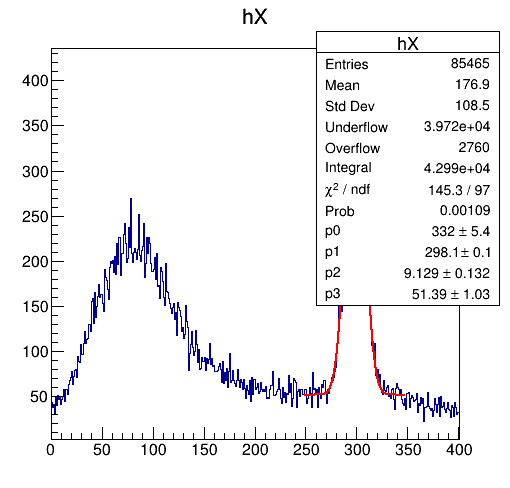 hX
hX
Entries 85465
Mean 176.9
Std Dev 108.5
Underflow 3.972e+04
Overflow 2760
Integral 4.299e+04
χ² / ndf 145.3 / 97
Prob 0.00109
p0 332 ± 5.4
p1 298.1 ± 0.1
p2 9.129 ± 0.132
p3 51.39 ± 1.03
400
350
300
250
200
150
100
50
0 50 100 150 200 250 300 350 400